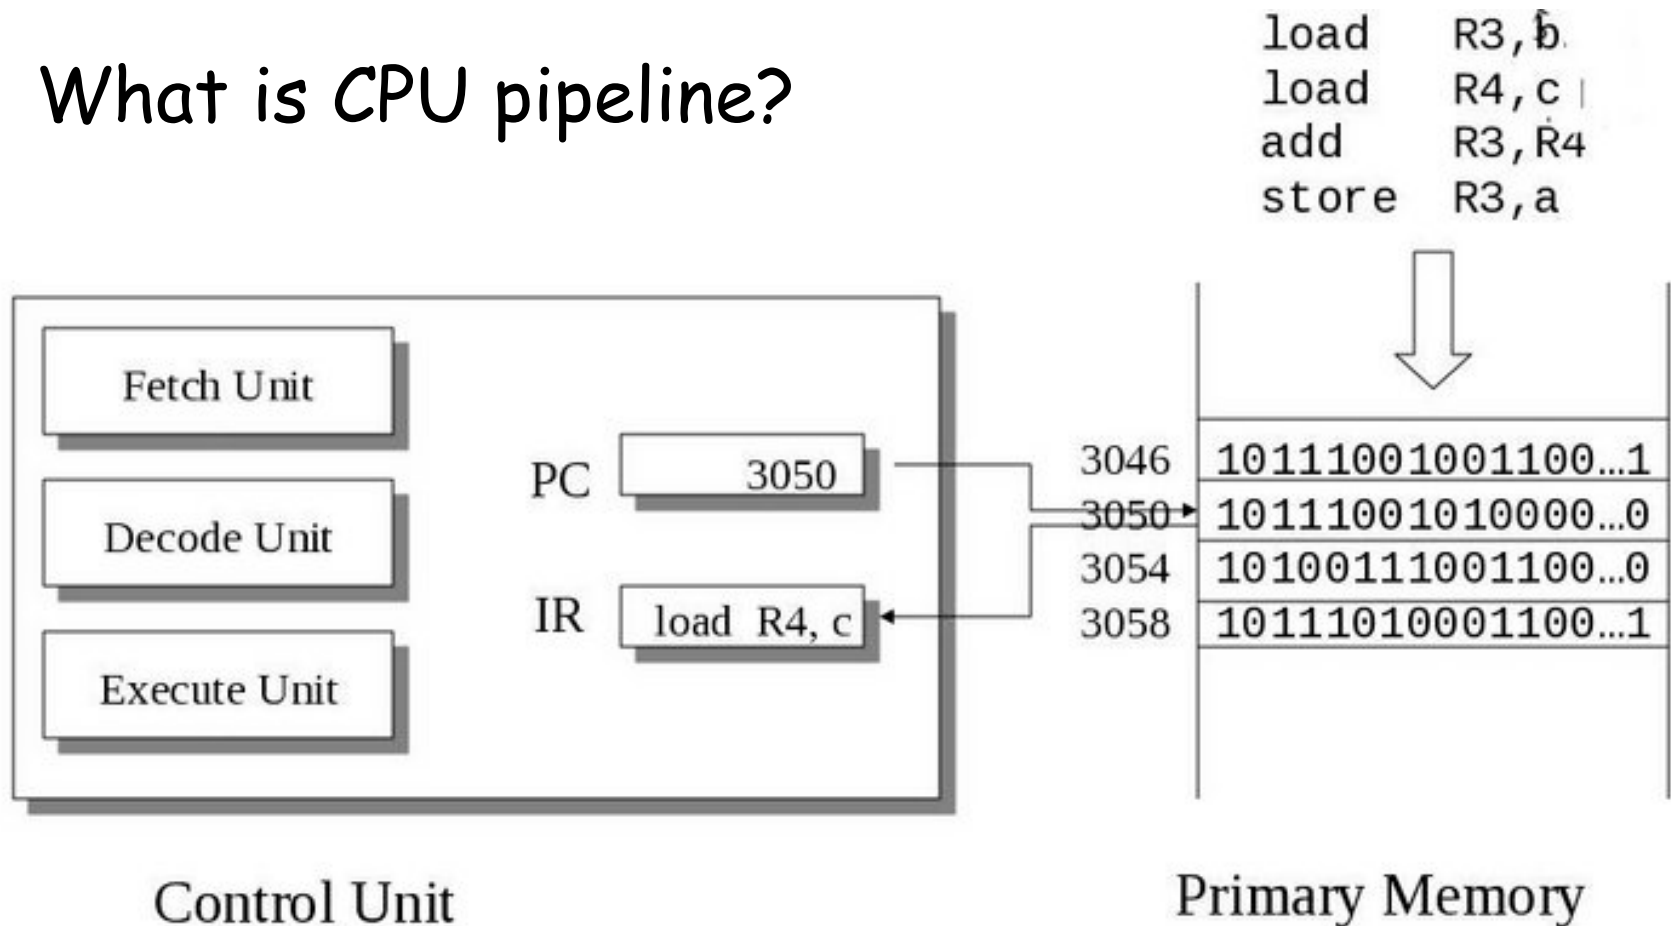 What is CPU pipeline?
load R3,b
load R4,c
add R3,R4
store R3,a
Fetch Unit
Decode Unit
Execute Unit
PC 3050
IR load R4, c
3046 10111001001100…1
3050 10111001010000…0
3054 10100111001100…0
3058 10111010001100…1
Control Unit
Primary Memory